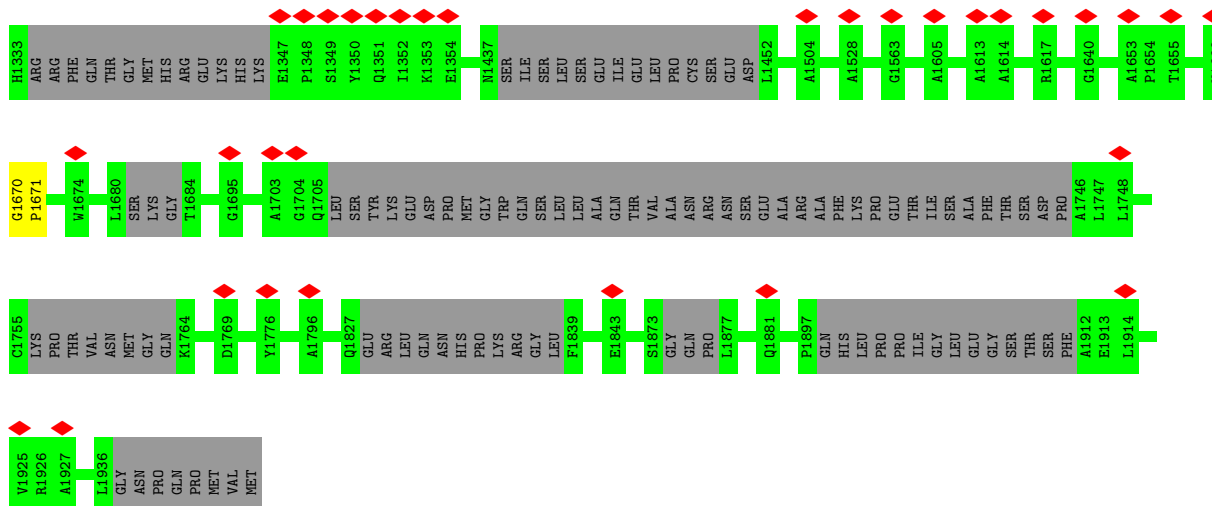 H1333 ARG ARG PHE GLN THR GLY MET HIS ARG GLU LYS HIS LYS E1347 P1348 S1349 Y1350 Q1351 I1352 K1353 E1354 N1437 SER ILE SER LEU SER GLU ILE GLU LEU PRO CYS SER GLU ASP L1452 A1504 A1528 G1563 A1605 A1613 A1614 R1617 G1640 A1653 P1654 T1655
G1670 P1671 W1674 L1680 SER LYS GLY T1684 G1695 A1703 G1704 Q1705 LEU SER TYR LYS GLU ASP PRO MET GLY TRP GLN SER LEU LEU ALA GLN THR VAL ALA ASN ARG ASN SER GLU ALA ARG ALA PHE LYS PRO GLU THR ILE SER ALA PHE THR SER ASP PRO A1746 L1747 L1748
C1755 LYS PRO THR VAL ASN MET GLY GLN K1764 D1769 Y1776 A1796 Q1827 GLU ARG LEU GLN ASN HIS PRO LYS ARG GLY LEU F1839 E1843 S1873 GLY GLN PRO L1877 Q1881 P1897 GLN HIS LEU PRO PRO ILE GLY LEU GLU GLY SER THR SER PHE A1912 E1913 L1914
V1925 R1926 A1927 L1936 GLY ASN PRO GLN PRO MET VAL MET